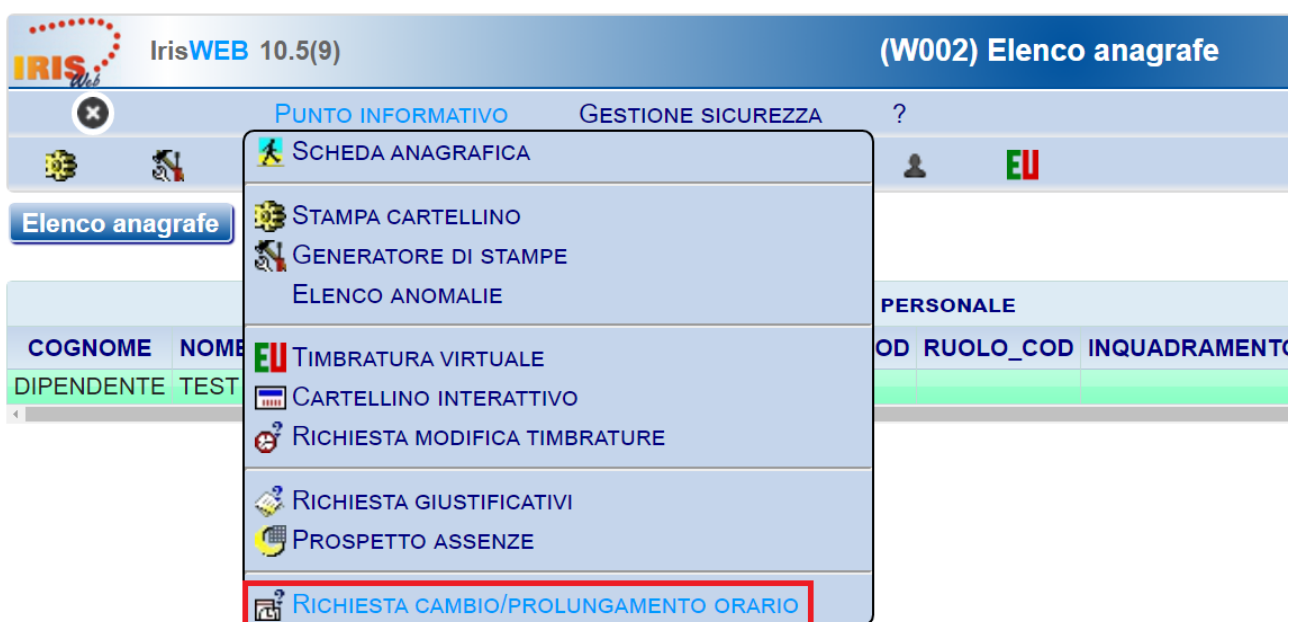 IRIS Web IrisWEB 10.5(9) (W002) Elenco anagrafe
PUNTO INFORMATIVO GESTIONE SICUREZZA ?
SCHEDA ANAGRAFICA
EU
Elenco anagrafe
STAMPA CARTELLINO
GENERATORE DI STAMPE
ELENCO ANOMALIE
PERSONALE
COGNOME NOME OD RUOLO_COD INQUADRAMENTO
EU TIMBRATURA VIRTUALE
DIPENDENTE TEST
CARTELLINO INTERATTIVO
RICHIESTA MODIFICA TIMBRATURE
RICHIESTA GIUSTIFICATIVI
PROSPETTO ASSENZE
RICHIESTA CAMBIO/PROLUNGAMENTO ORARIO